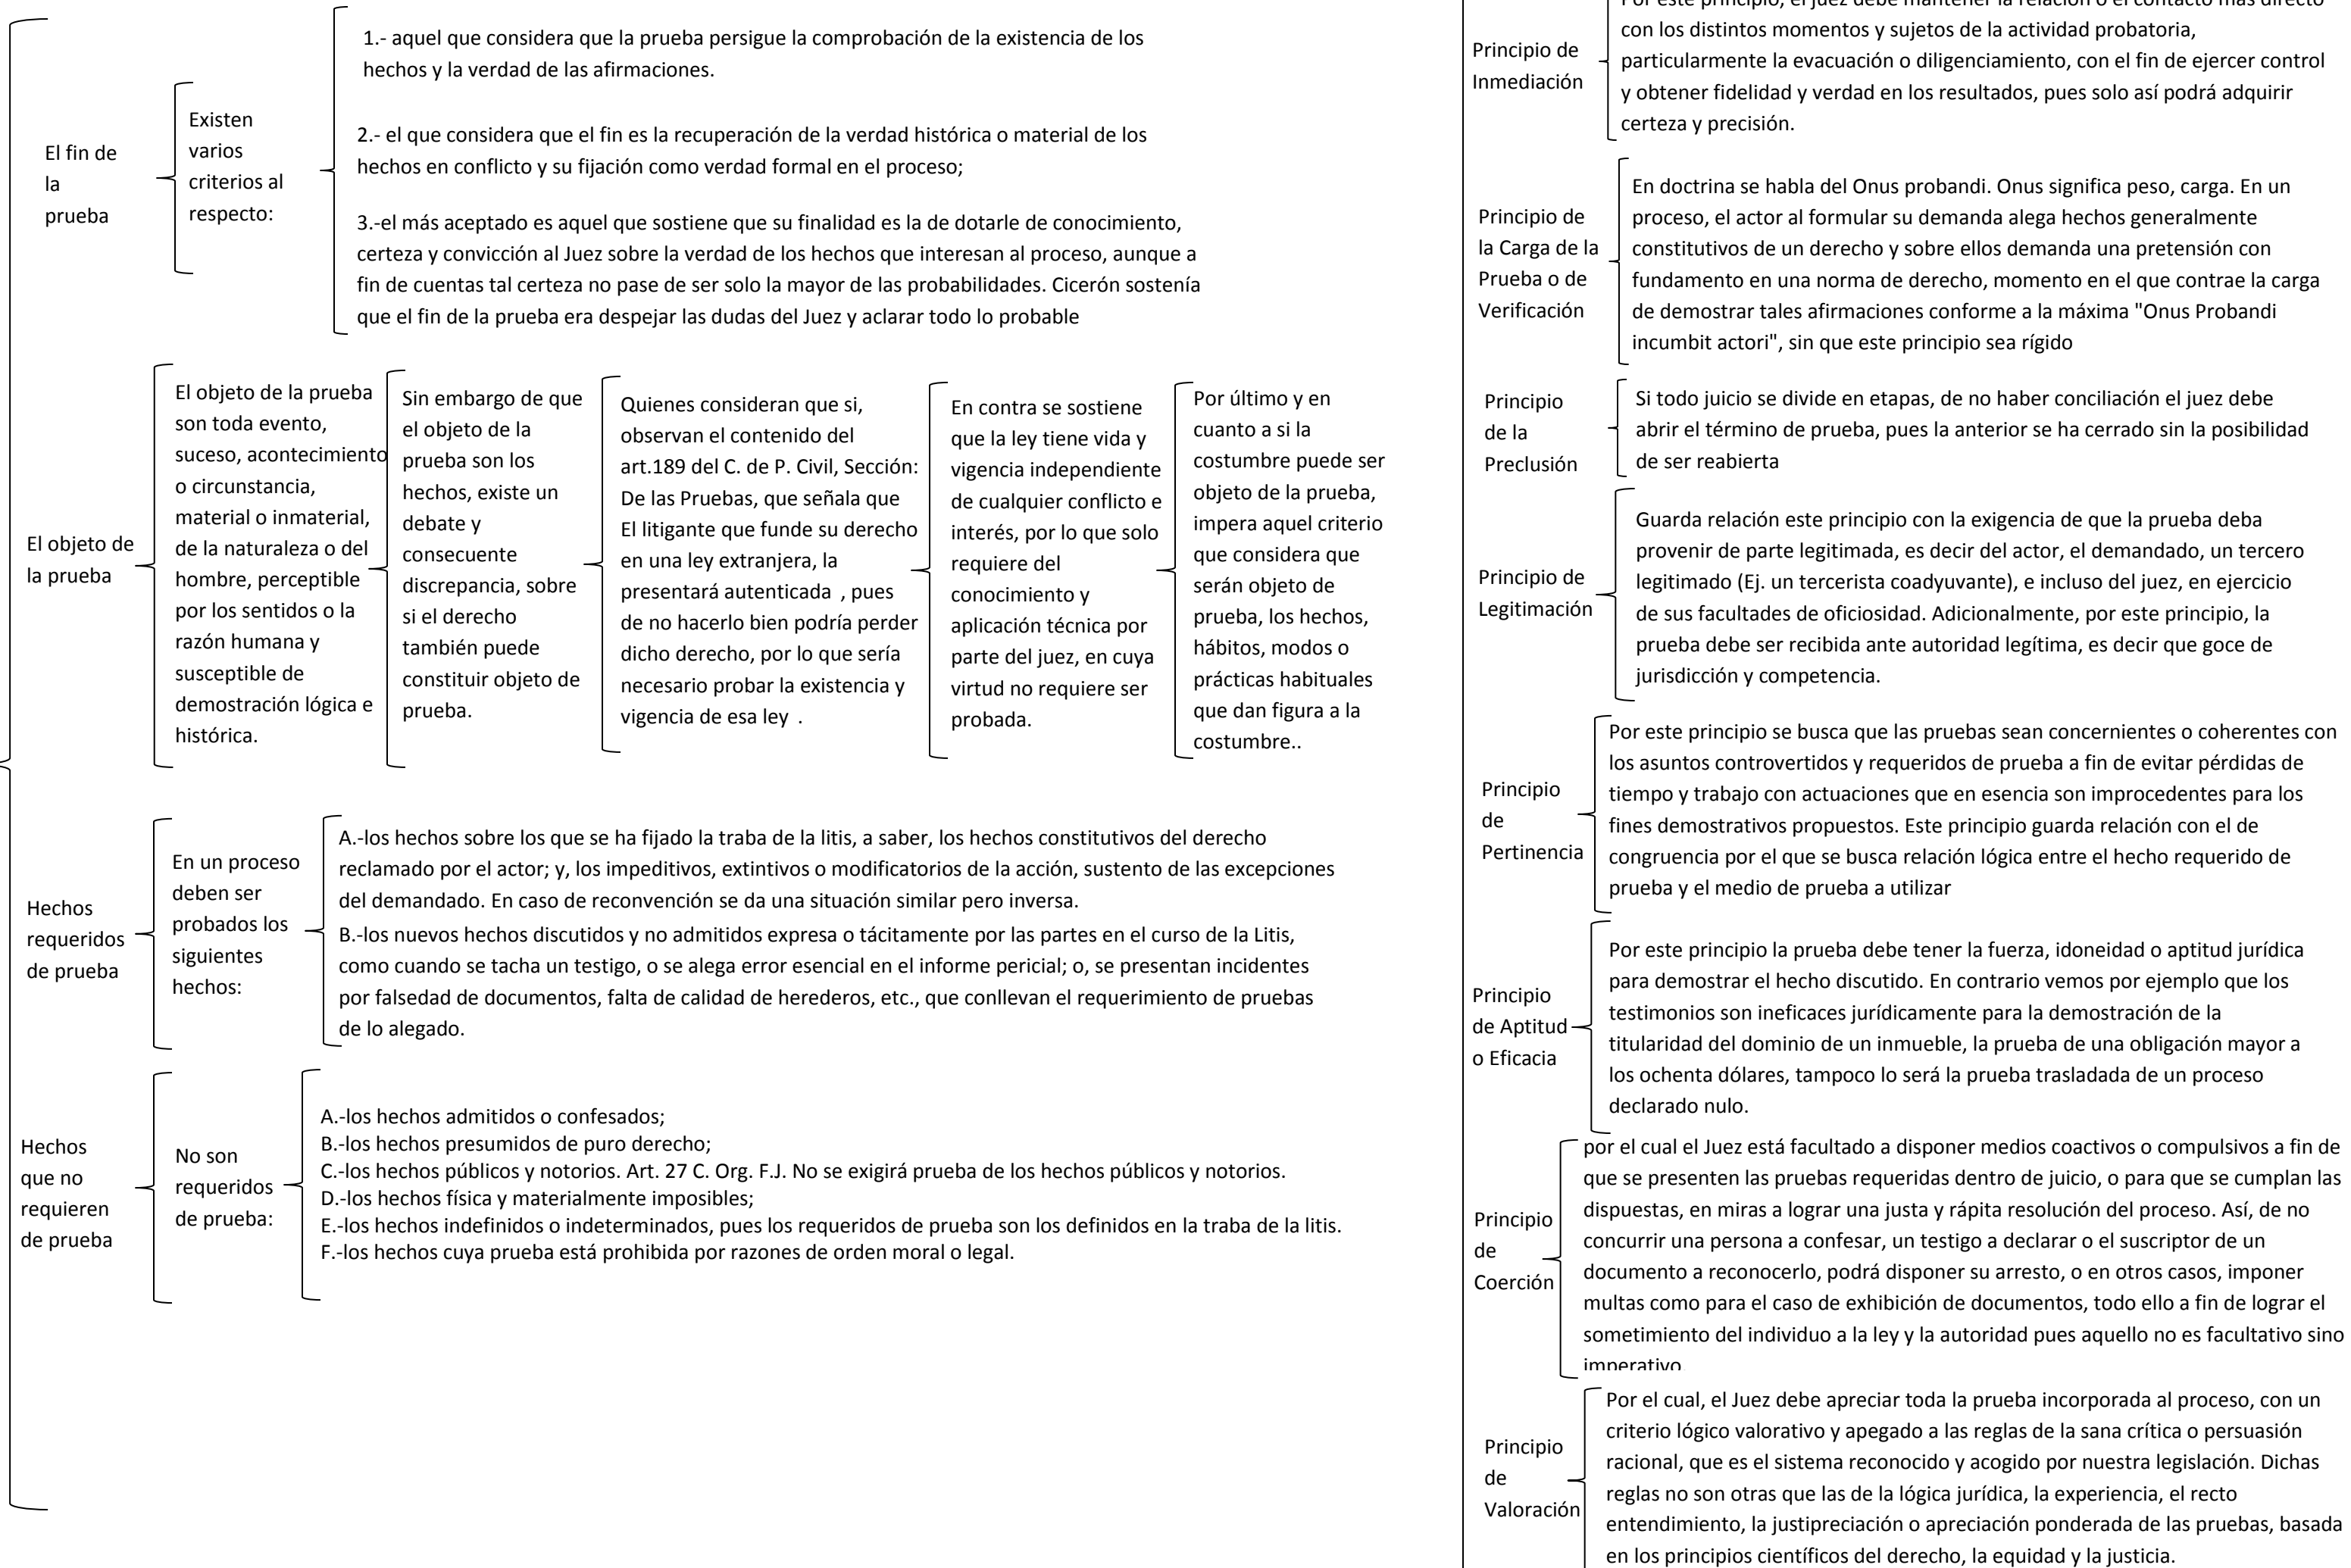 El fin de
la
prueba
Existen
varios
criterios al
respecto:
1.- aquel que considera que la prueba persigue la comprobación de la existencia de los
hechos y la verdad de las afirmaciones.
2.- el que considera que el fin es la recuperación de la verdad histórica o material de los
hechos en conflicto y su fijación como verdad formal en el proceso;
3.-el más aceptado es aquel que sostiene que su finalidad es la de dotarle de conocimiento,
certeza y convicción al Juez sobre la verdad de los hechos que interesan al proceso, aunque a
fin de cuentas tal certeza no pase de ser solo la mayor de las probabilidades. Cicerón sostenía
que el fin de la prueba era despejar las dudas del Juez y aclarar todo lo probable
El objeto de
la prueba
El objeto de la prueba
son toda evento,
suceso, acontecimiento
o circunstancia,
material o inmaterial,
de la naturaleza o del
hombre, perceptible
por los sentidos o la
razón humana y
susceptible de
demostración lógica e
histórica.
Sin embargo de que
el objeto de la
prueba son los
hechos, existe un
debate y
consecuente
discrepancia, sobre
si el derecho
también puede
constituir objeto de
prueba.
Quienes consideran que si,
observan el contenido del
art.189 del C. de P. Civil, Sección:
De las Pruebas, que señala que
El litigante que funde su derecho
en una ley extranjera, la
presentará autenticada , pues
de no hacerlo bien podría perder
dicho derecho, por lo que sería
necesario probar la existencia y
vigencia de esa ley .
En contra se sostiene
que la ley tiene vida y
vigencia independiente
de cualquier conflicto e
interés, por lo que solo
requiere del
conocimiento y
aplicación técnica por
parte del juez, en cuya
virtud no requiere ser
probada.
Por último y en
cuanto a si la
costumbre puede ser
objeto de la prueba,
impera aquel criterio
que considera que
serán objeto de
prueba, los hechos,
hábitos, modos o
prácticas habituales
que dan figura a la
costumbre..
Hechos
requeridos
de prueba
En un proceso
deben ser
probados los
siguientes
hechos:
A.-los hechos sobre los que se ha fijado la traba de la litis, a saber, los hechos constitutivos del derecho
reclamado por el actor; y, los impeditivos, extintivos o modificatorios de la acción, sustento de las excepciones
del demandado. En caso de reconvención se da una situación similar pero inversa.
B.-los nuevos hechos discutidos y no admitidos expresa o tácitamente por las partes en el curso de la Litis,
como cuando se tacha un testigo, o se alega error esencial en el informe pericial; o, se presentan incidentes
por falsedad de documentos, falta de calidad de herederos, etc., que conllevan el requerimiento de pruebas
de lo alegado.
Hechos
que no
requieren
de prueba
No son
requeridos
de prueba:
A.-los hechos admitidos o confesados;
B.-los hechos presumidos de puro derecho;
C.-los hechos públicos y notorios. Art. 27 C. Org. F.J. No se exigirá prueba de los hechos públicos y notorios.
D.-los hechos física y materialmente imposibles;
E.-los hechos indefinidos o indeterminados, pues los requeridos de prueba son los definidos en la traba de la litis.
F.-los hechos cuya prueba está prohibida por razones de orden moral o legal.
Principio de
Inmediación
Por este principio, el juez debe mantener la relación o el contacto más directo
con los distintos momentos y sujetos de la actividad probatoria,
particularmente la evacuación o diligenciamiento, con el fin de ejercer control
y obtener fidelidad y verdad en los resultados, pues solo así podrá adquirir
certeza y precisión.
Principio de
la Carga de la
Prueba o de
Verificación
En doctrina se habla del Onus probandi. Onus significa peso, carga. En un
proceso, el actor al formular su demanda alega hechos generalmente
constitutivos de un derecho y sobre ellos demanda una pretensión con
fundamento en una norma de derecho, momento en el que contrae la carga
de demostrar tales afirmaciones conforme a la máxima "Onus Probandi
incumbit actori", sin que este principio sea rígido
Principio
de la
Preclusión
Si todo juicio se divide en etapas, de no haber conciliación el juez debe
abrir el término de prueba, pues la anterior se ha cerrado sin la posibilidad
de ser reabierta
Principio de
Legitimación
Guarda relación este principio con la exigencia de que la prueba deba
provenir de parte legitimada, es decir del actor, el demandado, un tercero
legitimado (Ej. un tercerista coadyuvante), e incluso del juez, en ejercicio
de sus facultades de oficiosidad. Adicionalmente, por este principio, la
prueba debe ser recibida ante autoridad legítima, es decir que goce de
jurisdicción y competencia.
Principio
de
Pertinencia
Por este principio se busca que las pruebas sean concernientes o coherentes con
los asuntos controvertidos y requeridos de prueba a fin de evitar pérdidas de
tiempo y trabajo con actuaciones que en esencia son improcedentes para los
fines demostrativos propuestos. Este principio guarda relación con el de
congruencia por el que se busca relación lógica entre el hecho requerido de
prueba y el medio de prueba a utilizar
Principio
de Aptitud
o Eficacia
Por este principio la prueba debe tener la fuerza, idoneidad o aptitud jurídica
para demostrar el hecho discutido. En contrario vemos por ejemplo que los
testimonios son ineficaces jurídicamente para la demostración de la
titularidad del dominio de un inmueble, la prueba de una obligación mayor a
los ochenta dólares, tampoco lo será la prueba trasladada de un proceso
declarado nulo.
Principio
de
Coerción
por el cual el Juez está facultado a disponer medios coactivos o compulsivos a fin de
que se presenten las pruebas requeridas dentro de juicio, o para que se cumplan las
dispuestas, en miras a lograr una justa y rápita resolución del proceso. Así, de no
concurrir una persona a confesar, un testigo a declarar o el suscriptor de un
documento a reconocerlo, podrá disponer su arresto, o en otros casos, imponer
multas como para el caso de exhibición de documentos, todo ello a fin de lograr el
sometimiento del individuo a la ley y la autoridad pues aquello no es facultativo sino
imperativo
Principio
de
Valoración
Por el cual, el Juez debe apreciar toda la prueba incorporada al proceso, con un
criterio lógico valorativo y apegado a las reglas de la sana crítica o persuasión
racional, que es el sistema reconocido y acogido por nuestra legislación. Dichas
reglas no son otras que las de la lógica jurídica, la experiencia, el recto
entendimiento, la justipreciación o apreciación ponderada de las pruebas, basada
en los principios científicos del derecho, la equidad y la justicia.